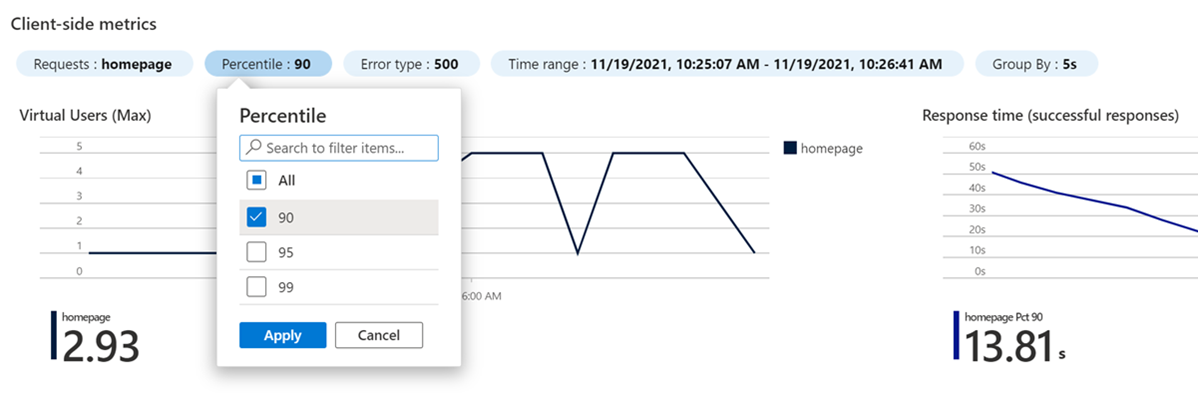 Client-side metrics
Requests : homepage
Percentile : 90
Error type : 500
Time range : 11/19/2021, 10:25:07 AM - 11/19/2021, 10:26:41 AM
Group By : 5s
Virtual Users (Max)
5
4
3
2
1
0
homepage
2.93
Percentile
Search to filter items...
All
90
95
99
Apply
Cancel
6:00 AM
homepage
Response time (successful responses)
60s
50s
40s
30s
20s
10s
0s
homepage Pct 90
13.81 s